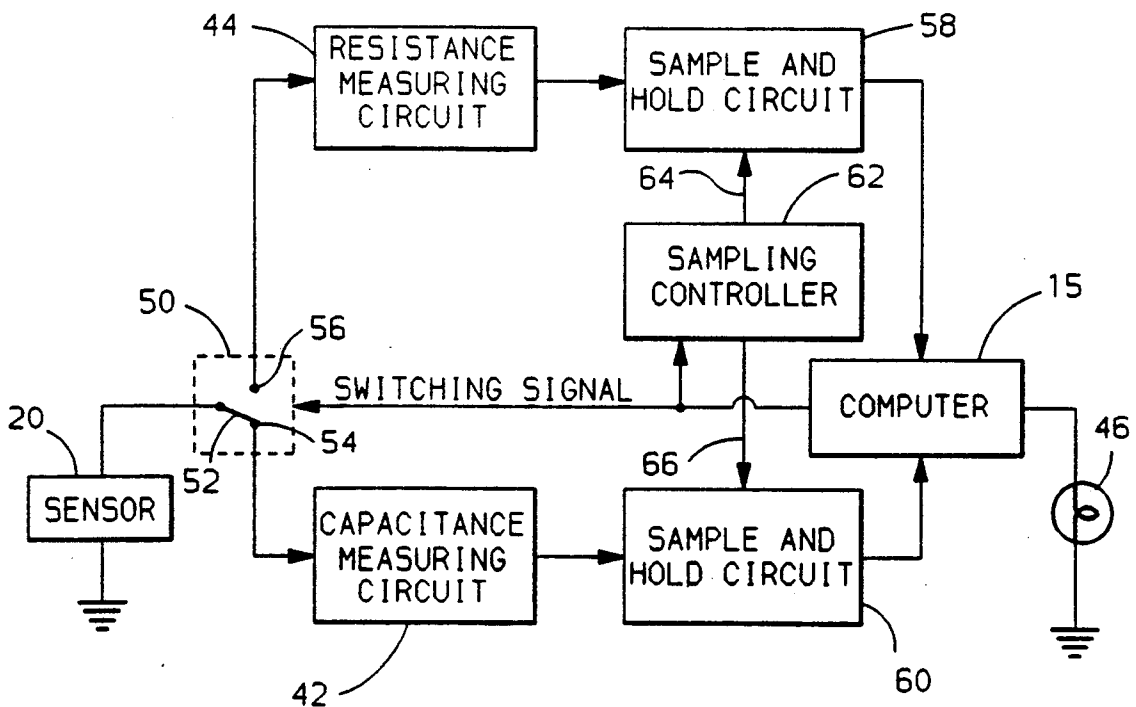 44
RESISTANCE
MEASURING
CIRCUIT
SAMPLE AND
HOLD CIRCUIT
58
64
62
SAMPLING
CONTROLLER
15
50
56
SWITCHING SIGNAL
COMPUTER
20
52
54
66
46
SENSOR
CAPACITANCE
MEASURING
CIRCUIT
SAMPLE AND
HOLD CIRCUIT
42
60